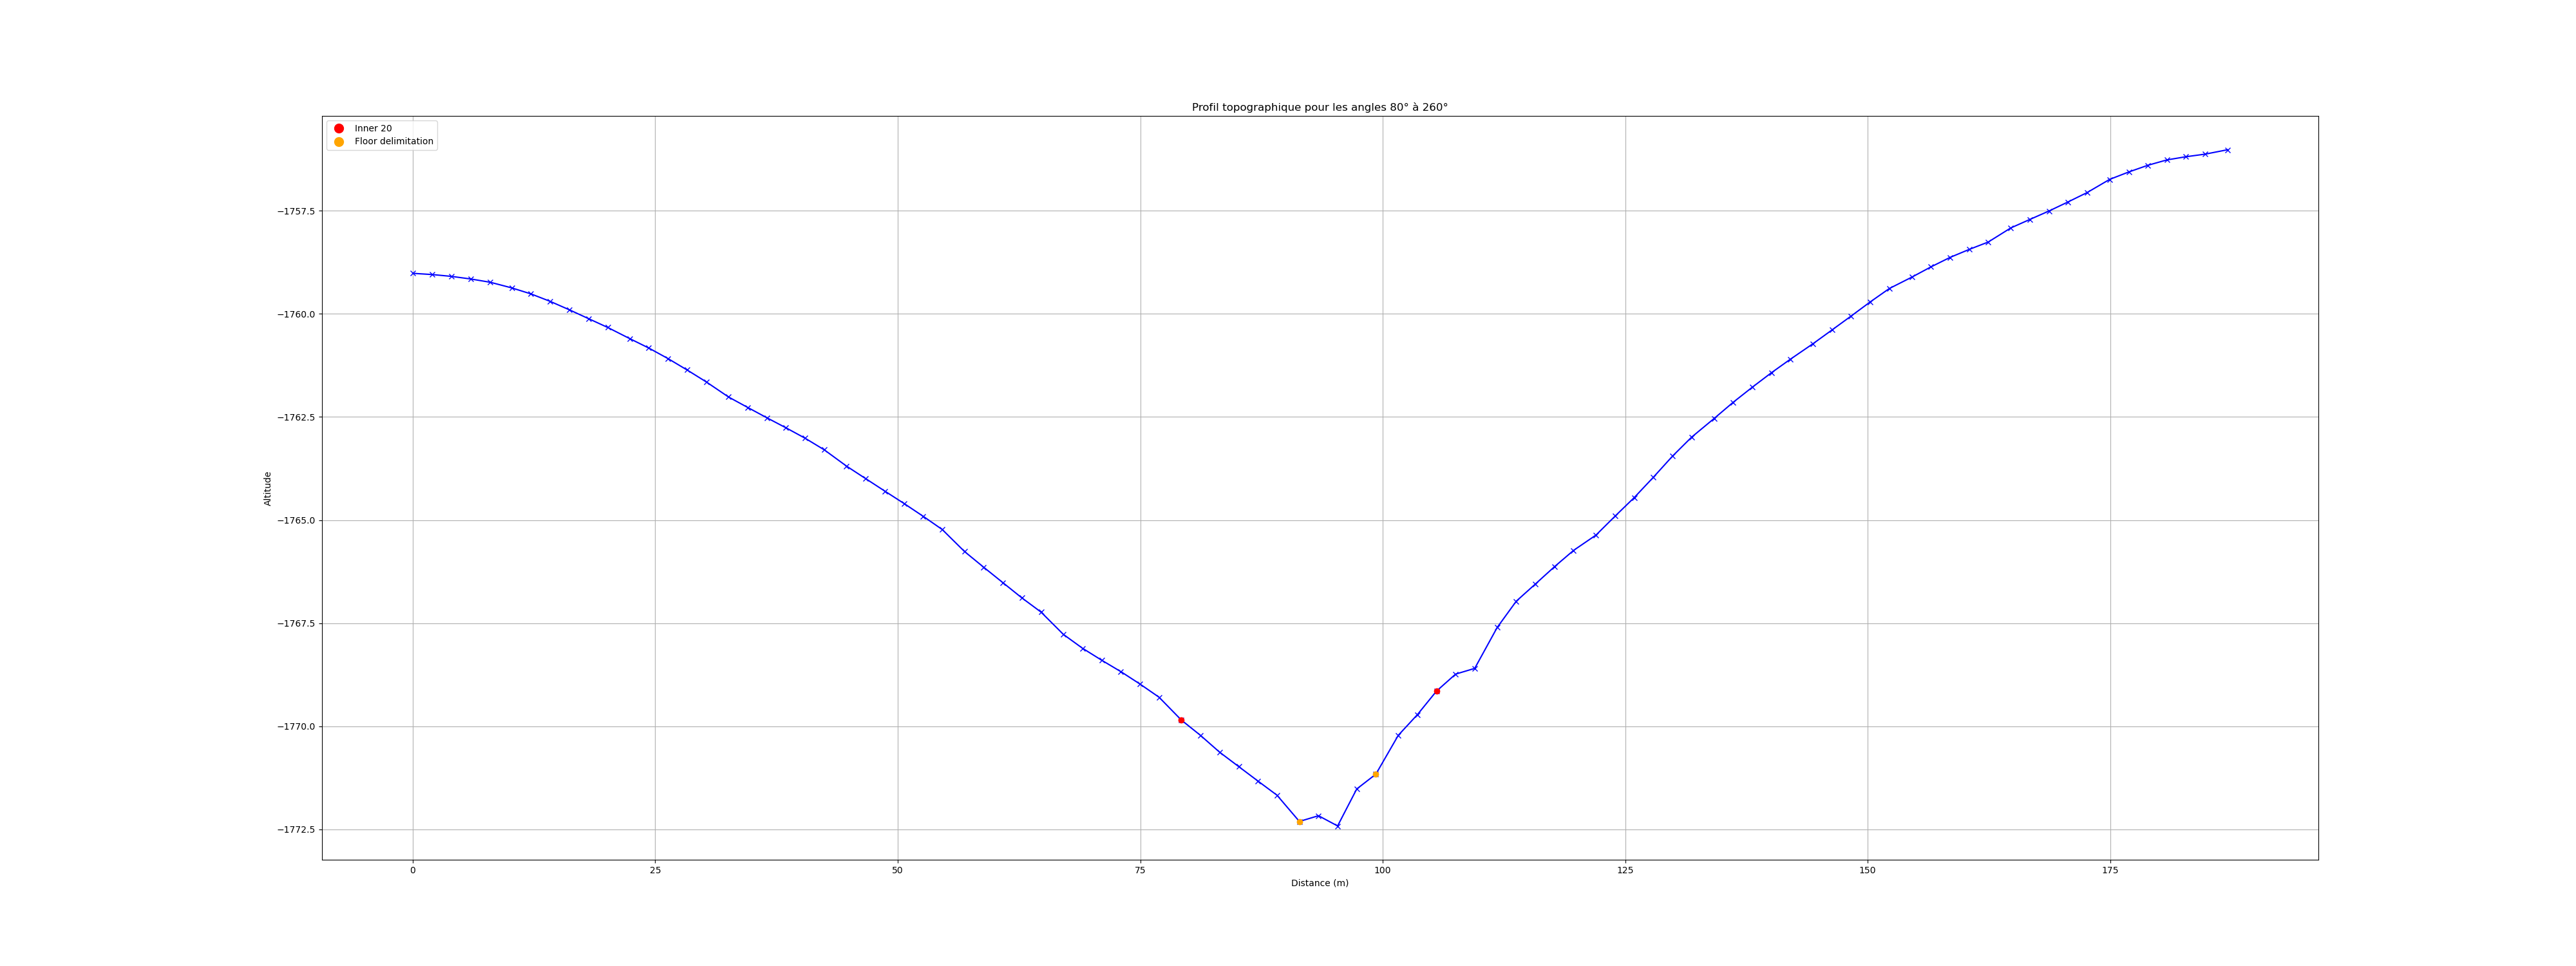 Profil topographique pour les angles 80° à 260°
Inner 20
Floor delimitation
−1757.5
−1760.0
−1762.5
−1765.0
−1767.5
−1770.0
−1772.5
Altitude
0 25 50 75 100 125 150 175
Distance (m)